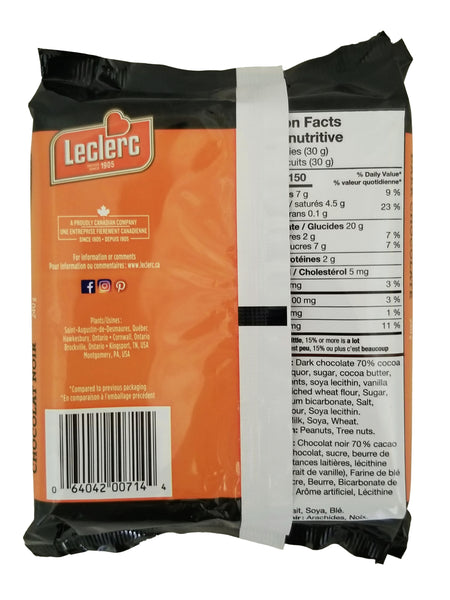 Leclerc
1905
A PROUDLY CANADIAN COMPANY
UNE ENTREPRISE FIÈREMENT CANADIENNE
SINCE 1905 • DEPUIS 1905
For information or comments
Pour information ou commentaires : www.leclerc.ca
Plants/Usines :
Saint-Augustin-de-Desmaures, Québec
Hawkesbury, Ontario • Cornwall, Ontario
Brockville, Ontario • Kingsport, TN, USA
Montgomery, PA, USA
*Compared to previous packaging
*En comparaison à l'emballage précédent
0 64042 00714 4
CHOCOLAT NOIR
on Facts
nutritive
ies (30 g)
cuits (30 g)
150
% Daily Value*
% valeur quotidienne*
s 7 g 9 %
/ saturés 4.5 g
rans 0.1 g
23 %
ate / Glucides 20 g
res 2 g 7 %
ucres 7 g 7 %
otéines 2 g
l / Cholestérol 5 mg
mg 3 %
00 mg 3 %
mg 1 %
mg 11 %
little, 15% or more is a lot
est peu, 15% ou plus c'est beaucoup
: Dark chocolate 70% cocoa
quor, sugar, cocoa butter,
ents, soya lecithin, vanilla
riched wheat flour, Sugar,
um bicarbonate, Salt,
our, Soya lecithin.
Milk, Soya, Wheat.
n: Peanuts, Tree nuts.
: Chocolat noir 70% cacao
hocolat, sucre, beurre de
tances laitières, lécithine
rait de vanille), Farine de blé
cre, Beurre, Bicarbonate de
Arôme artificiel, Lécithine
ait, Soya, Blé.
oir: Arachides, Noix